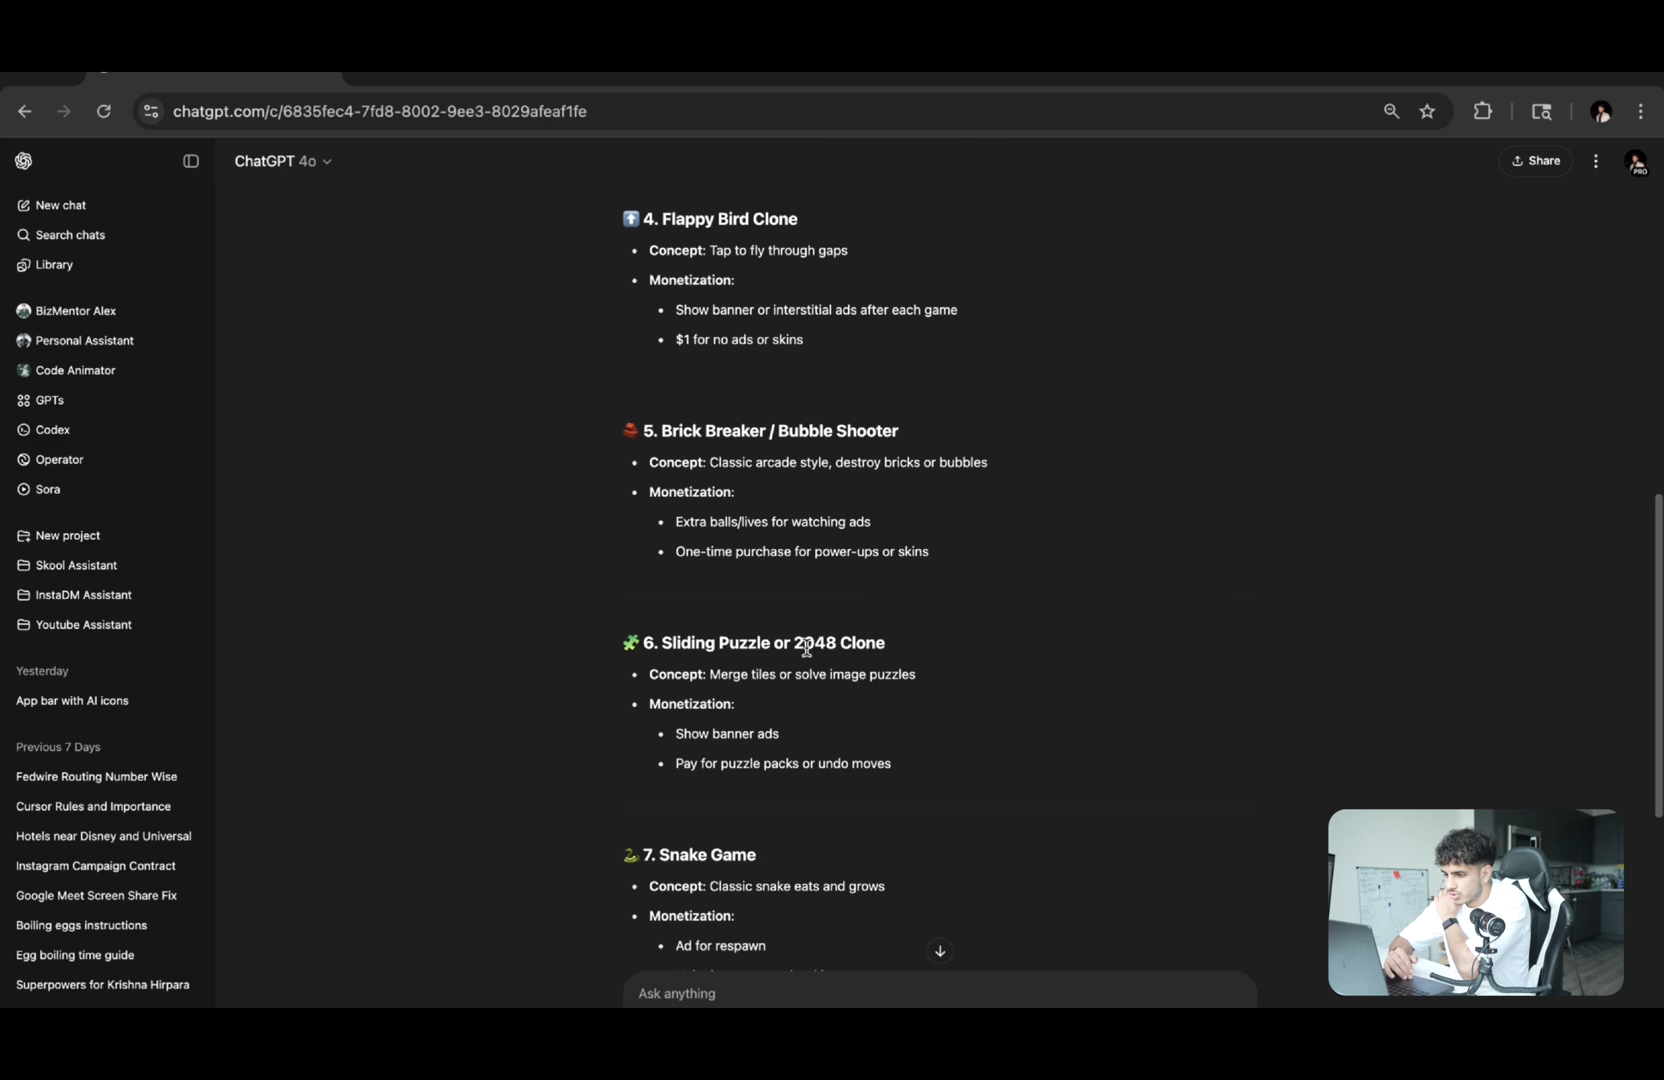 chatgpt.com/c/6835fec4-7fd8-8002-9ee3-8029afeaf1fe
ChatGPT 4o
Share
PRO
New chat
Search chats
Library
BizMentor Alex
Personal Assistant
Code Animator
GPTs
Codex
Operator
Sora
New project
Skool Assistant
InstaDM Assistant
Youtube Assistant
Yesterday
App bar with AI icons
Previous 7 Days
Fedwire Routing Number Wise
Cursor Rules and Importance
Hotels near Disney and Universal
Instagram Campaign Contract
Google Meet Screen Share Fix
Boiling eggs instructions
Egg boiling time guide
Superpowers for Krishna Hirpara
4. Flappy Bird Clone
Concept: Tap to fly through gaps
Monetization:
Show banner or interstitial ads after each game
$1 for no ads or skins
5. Brick Breaker / Bubble Shooter
Concept: Classic arcade style, destroy bricks or bubbles
Monetization:
Extra balls/lives for watching ads
One-time purchase for power-ups or skins
6. Sliding Puzzle or 2048 Clone
Concept: Merge tiles or solve image puzzles
Monetization:
Show banner ads
Pay for puzzle packs or undo moves
7. Snake Game
Concept: Classic snake eats and grows
Monetization:
Ad for respawn
Ask anything